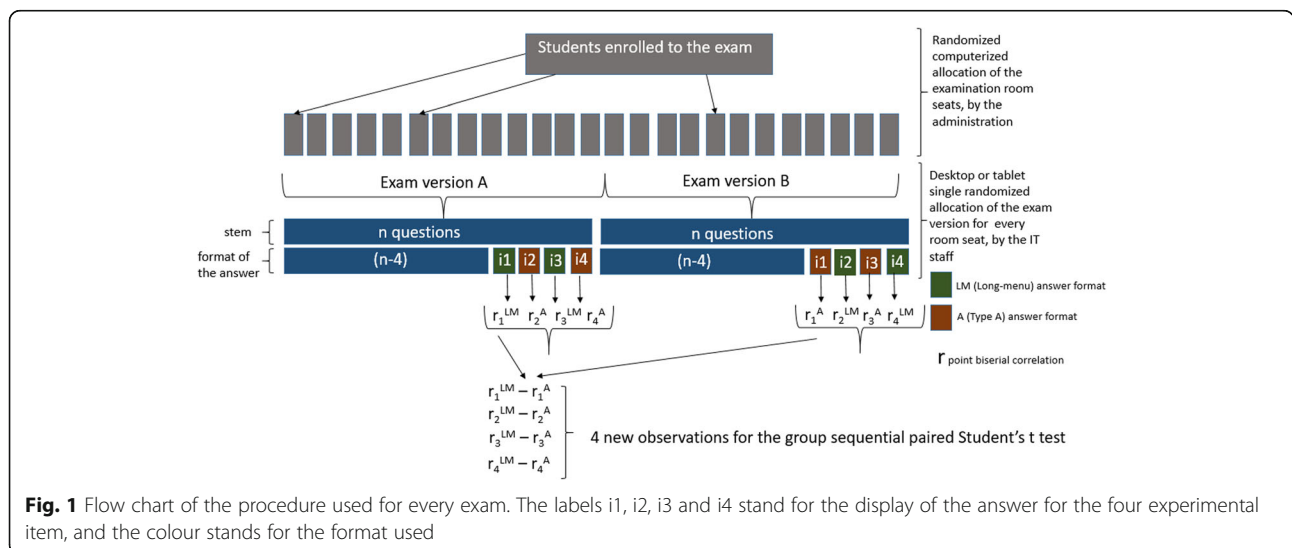 Students enrolled to the exam
Randomized
computerized
allocation of the
examination room
seats, by the
administration
Exam version A
Exam version B
Desktop or tablet
single randomized
allocation of the exam
version for every
room seat, by the IT
staff
stem
n questions
n questions
format of
the answer
(n-4)
i1 i2 i3 i4
(n-4)
i1 i2 i3 i4
LM (Long-menu) answer format
A (Type A) answer format
r₁ᴸᴹ r₂ᴬ r₃ᴸᴹ r₄ᴬ
r₁ᴬ r₂ᴸᴹ r₃ᴬ r₄ᴸᴹ
r point biserial correlation
r₁ᴸᴹ – r₁ᴬ
r₂ᴸᴹ – r₂ᴬ
r₃ᴸᴹ – r₃ᴬ
r₄ᴸᴹ – r₄ᴬ
4 new observations for the group sequential paired Student's t test
Fig. 1 Flow chart of the procedure used for every exam. The labels i1, i2, i3 and i4 stand for the display of the answer for the four experimental
item, and the colour stands for the format used